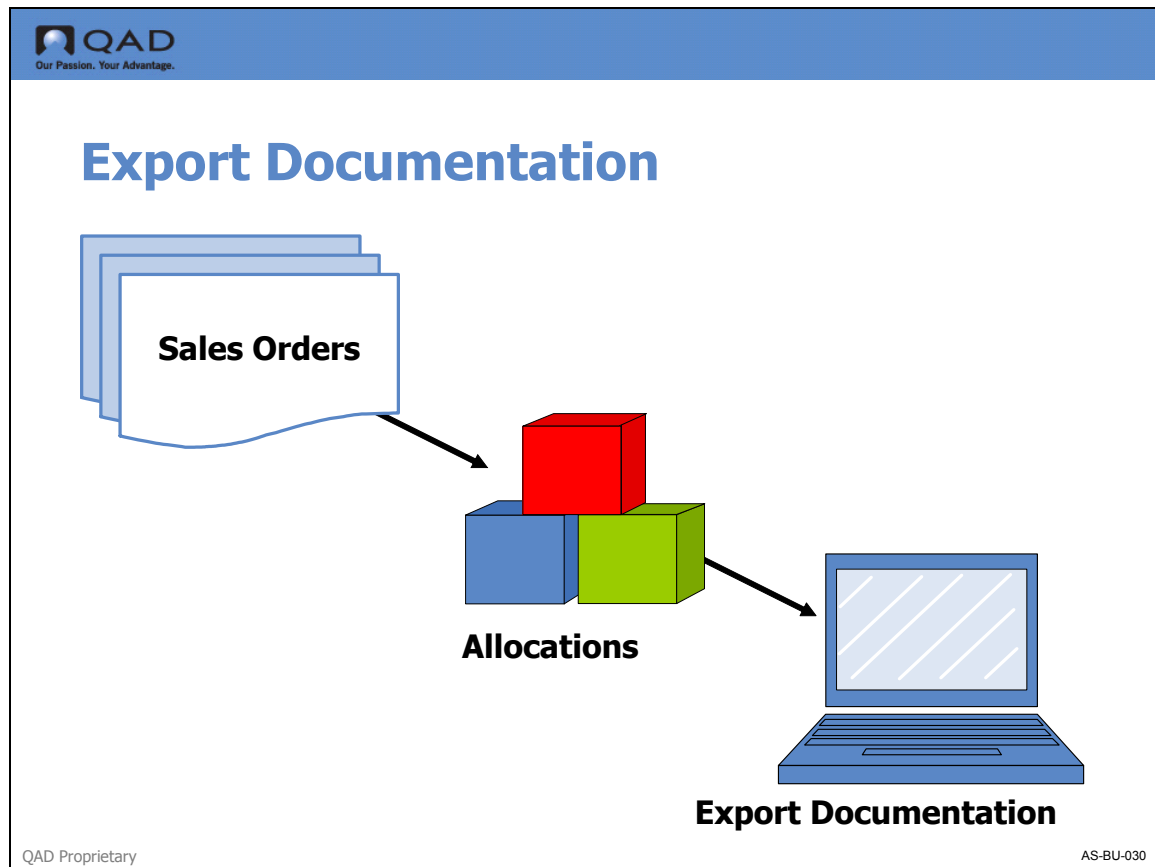 QAD
Our Passion. Your Advantage.
Export Documentation
Sales Orders
Allocations
Export Documentation
QAD Proprietary
AS-BU-030